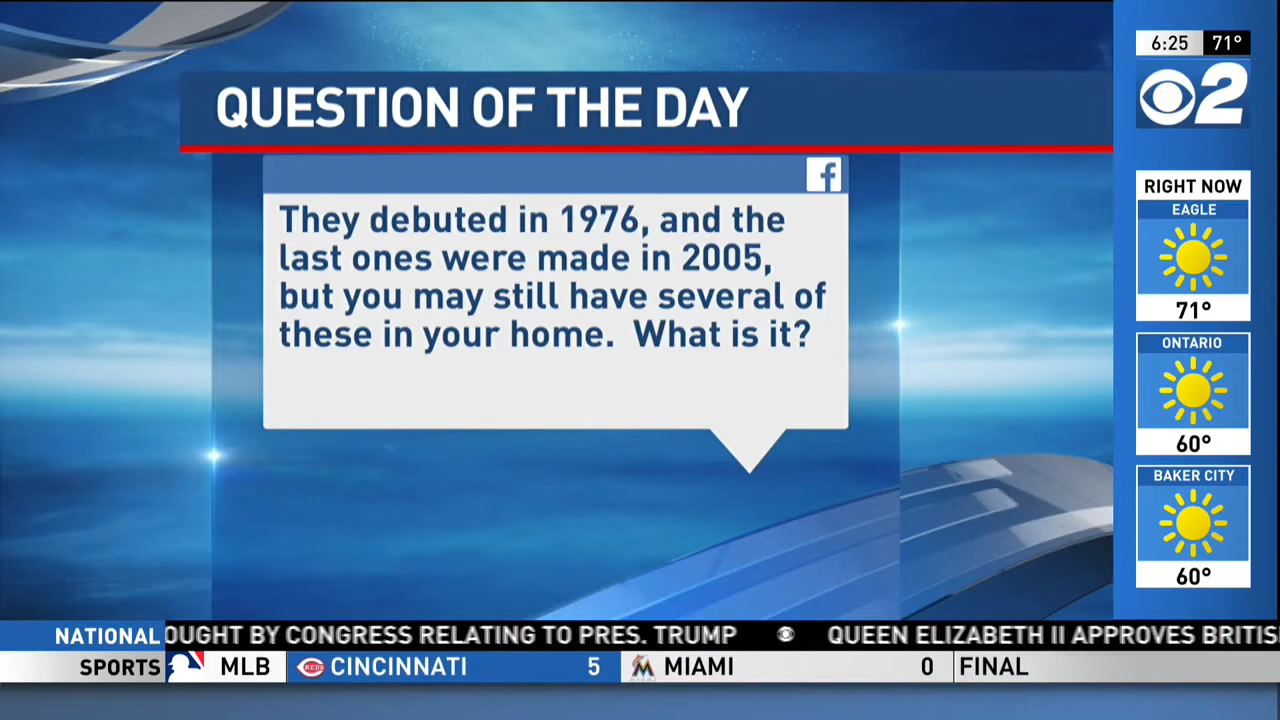 QUESTION OF THE DAY
They debuted in 1976, and the
last ones were made in 2005,
but you may still have several of
these in your home.  What is it?
6:25 71°
2
RIGHT NOW
EAGLE
71°
ONTARIO
60°
BAKER CITY
60°
NATIONAL OUGHT BY CONGRESS RELATING TO PRES. TRUMP QUEEN ELIZABETH II APPROVES BRITIS
SPORTS MLB REDS CINCINNATI 5 MIAMI 0 FINAL